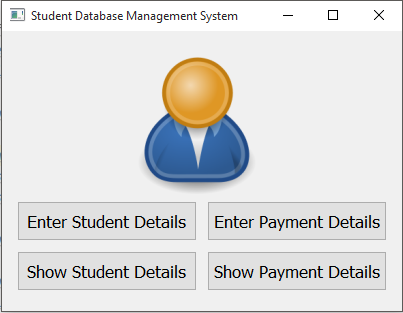 Student Database Management System
Enter Student Details
Enter Payment Details
Show Student Details
Show Payment Details